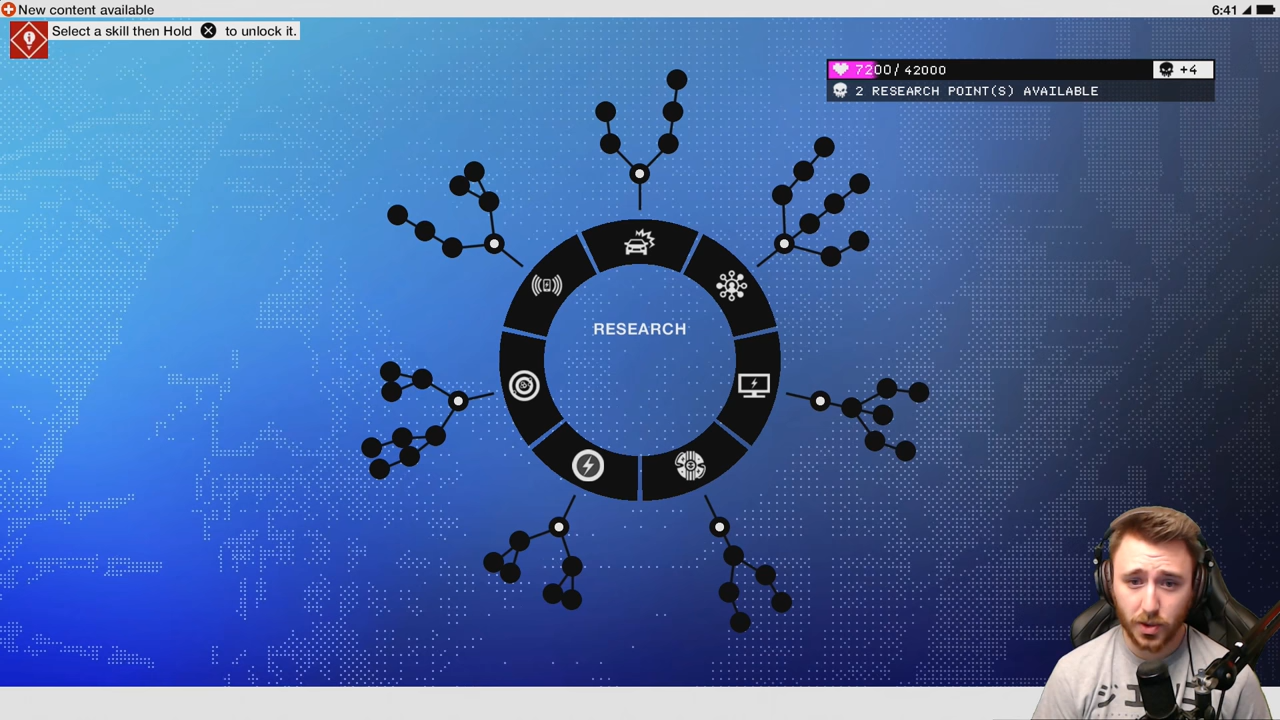 New content available
6:41
Select a skill then Hold ✕ to unlock it.
7200/ 42000
+4
2 RESEARCH POINT(S) AVAILABLE
RESEARCH